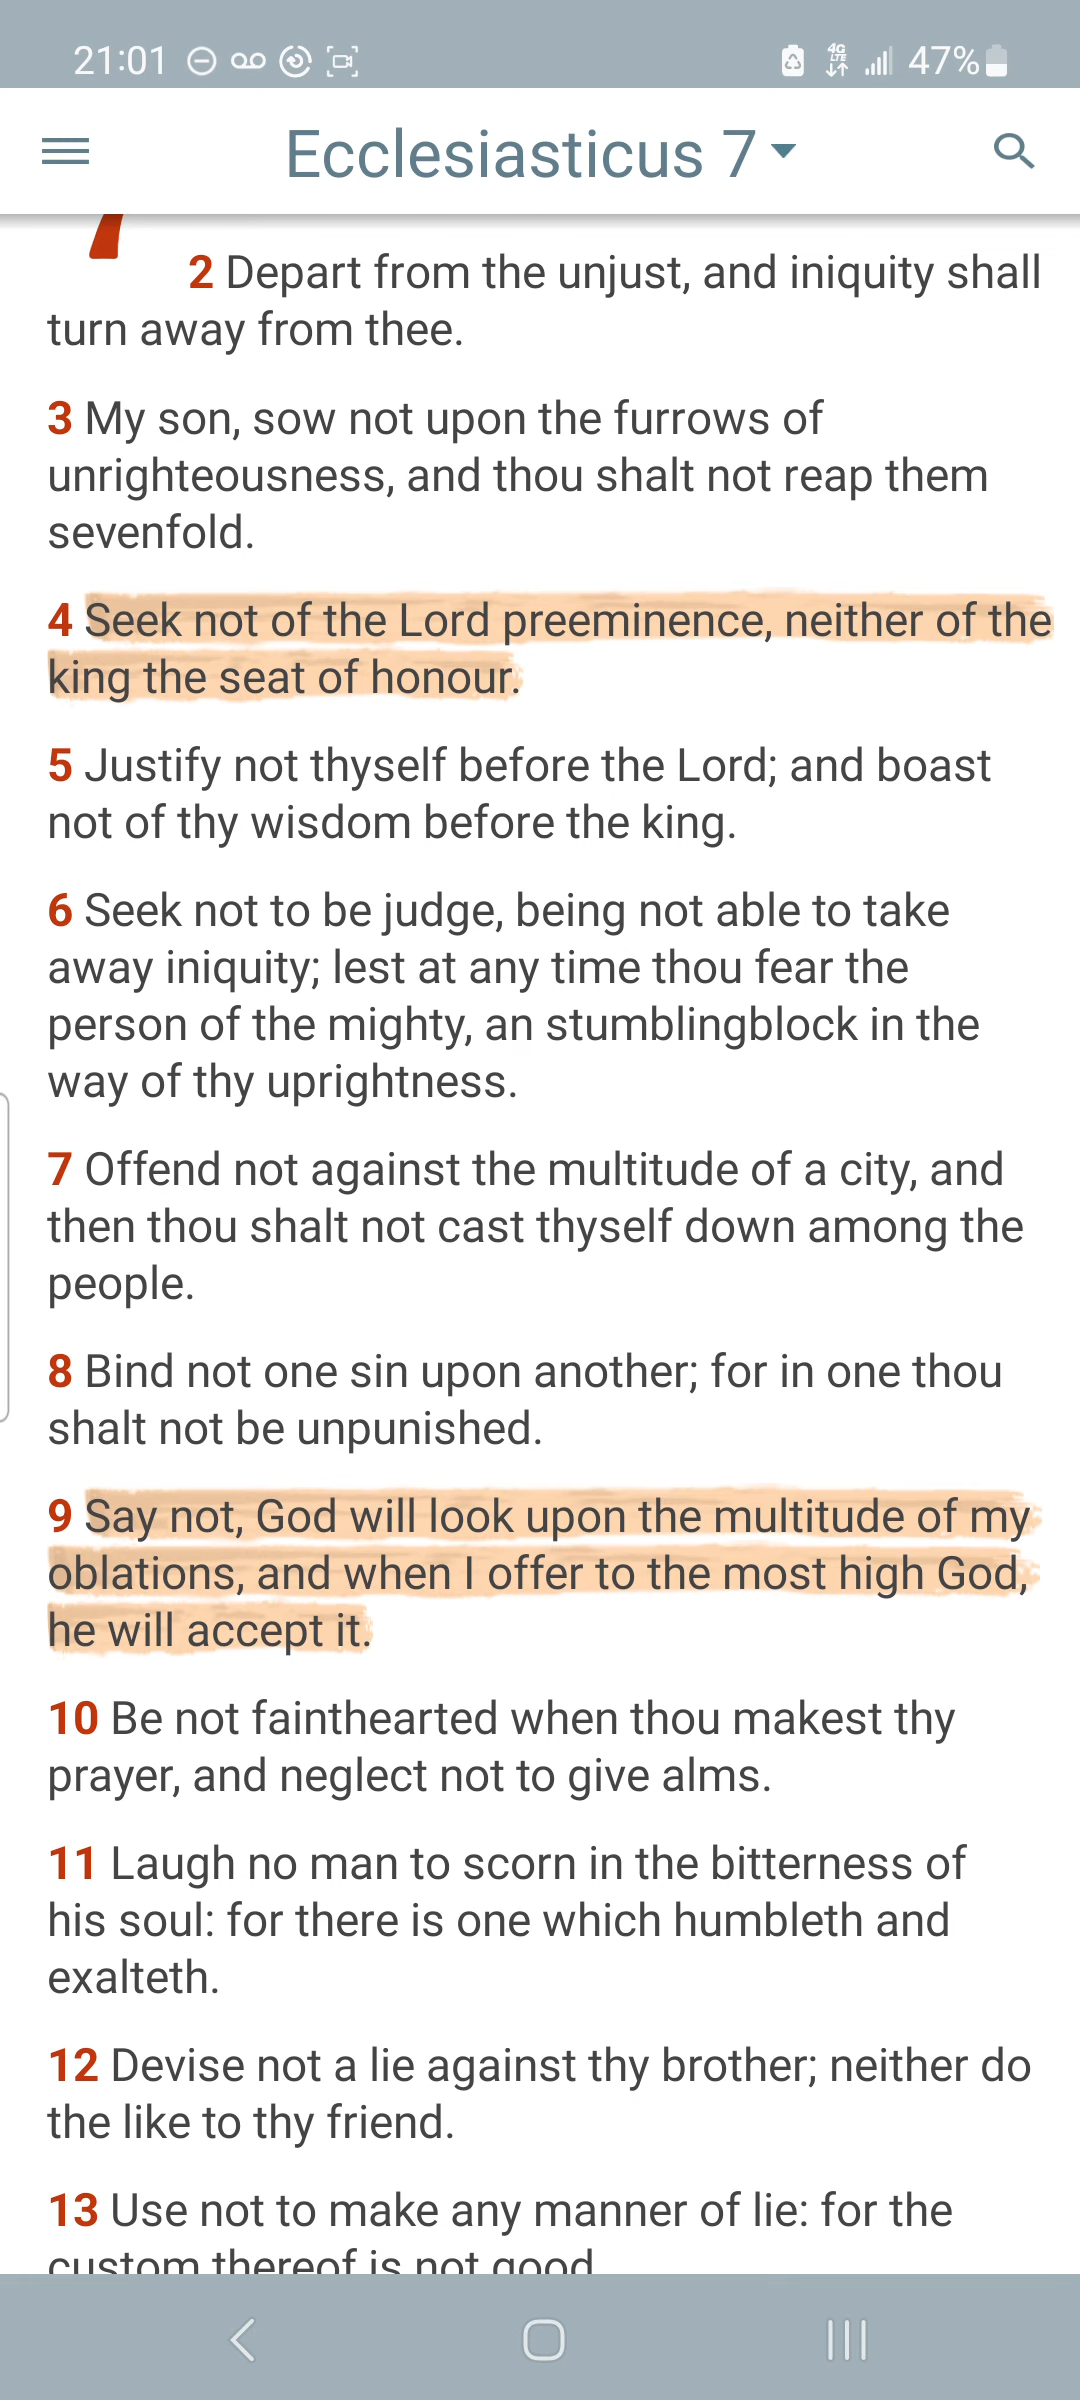 21:01 4G LTE 47%
Ecclesiasticus 7
2 Depart from the unjust, and iniquity shall
turn away from thee.
3 My son, sow not upon the furrows of
unrighteousness, and thou shalt not reap them
sevenfold.
4 Seek not of the Lord preeminence, neither of the
king the seat of honour.
5 Justify not thyself before the Lord; and boast
not of thy wisdom before the king.
6 Seek not to be judge, being not able to take
away iniquity; lest at any time thou fear the
person of the mighty, an stumblingblock in the
way of thy uprightness.
7 Offend not against the multitude of a city, and
then thou shalt not cast thyself down among the
people.
8 Bind not one sin upon another; for in one thou
shalt not be unpunished.
9 Say not, God will look upon the multitude of my
oblations, and when I offer to the most high God,
he will accept it.
10 Be not fainthearted when thou makest thy
prayer, and neglect not to give alms.
11 Laugh no man to scorn in the bitterness of
his soul: for there is one which humbleth and
exalteth.
12 Devise not a lie against thy brother; neither do
the like to thy friend.
13 Use not to make any manner of lie: for the
custom thereof is not good